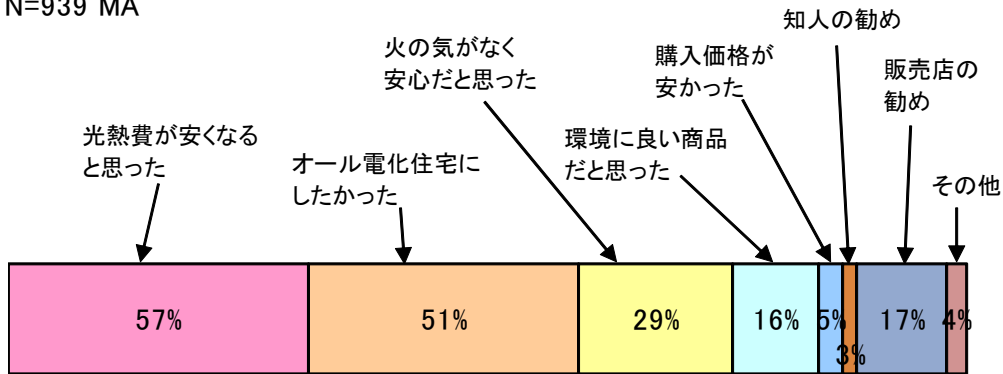 N=939 MA
知人の勧め
火の気がなく
安心だと思った
購入価格が
安かった
販売店の
勧め
光熱費が安くなる
と思った
オール電化住宅に
したかった
環境に良い商品
だと思った
その他
57%
51%
29%
16%
5%
3%
17%
4%